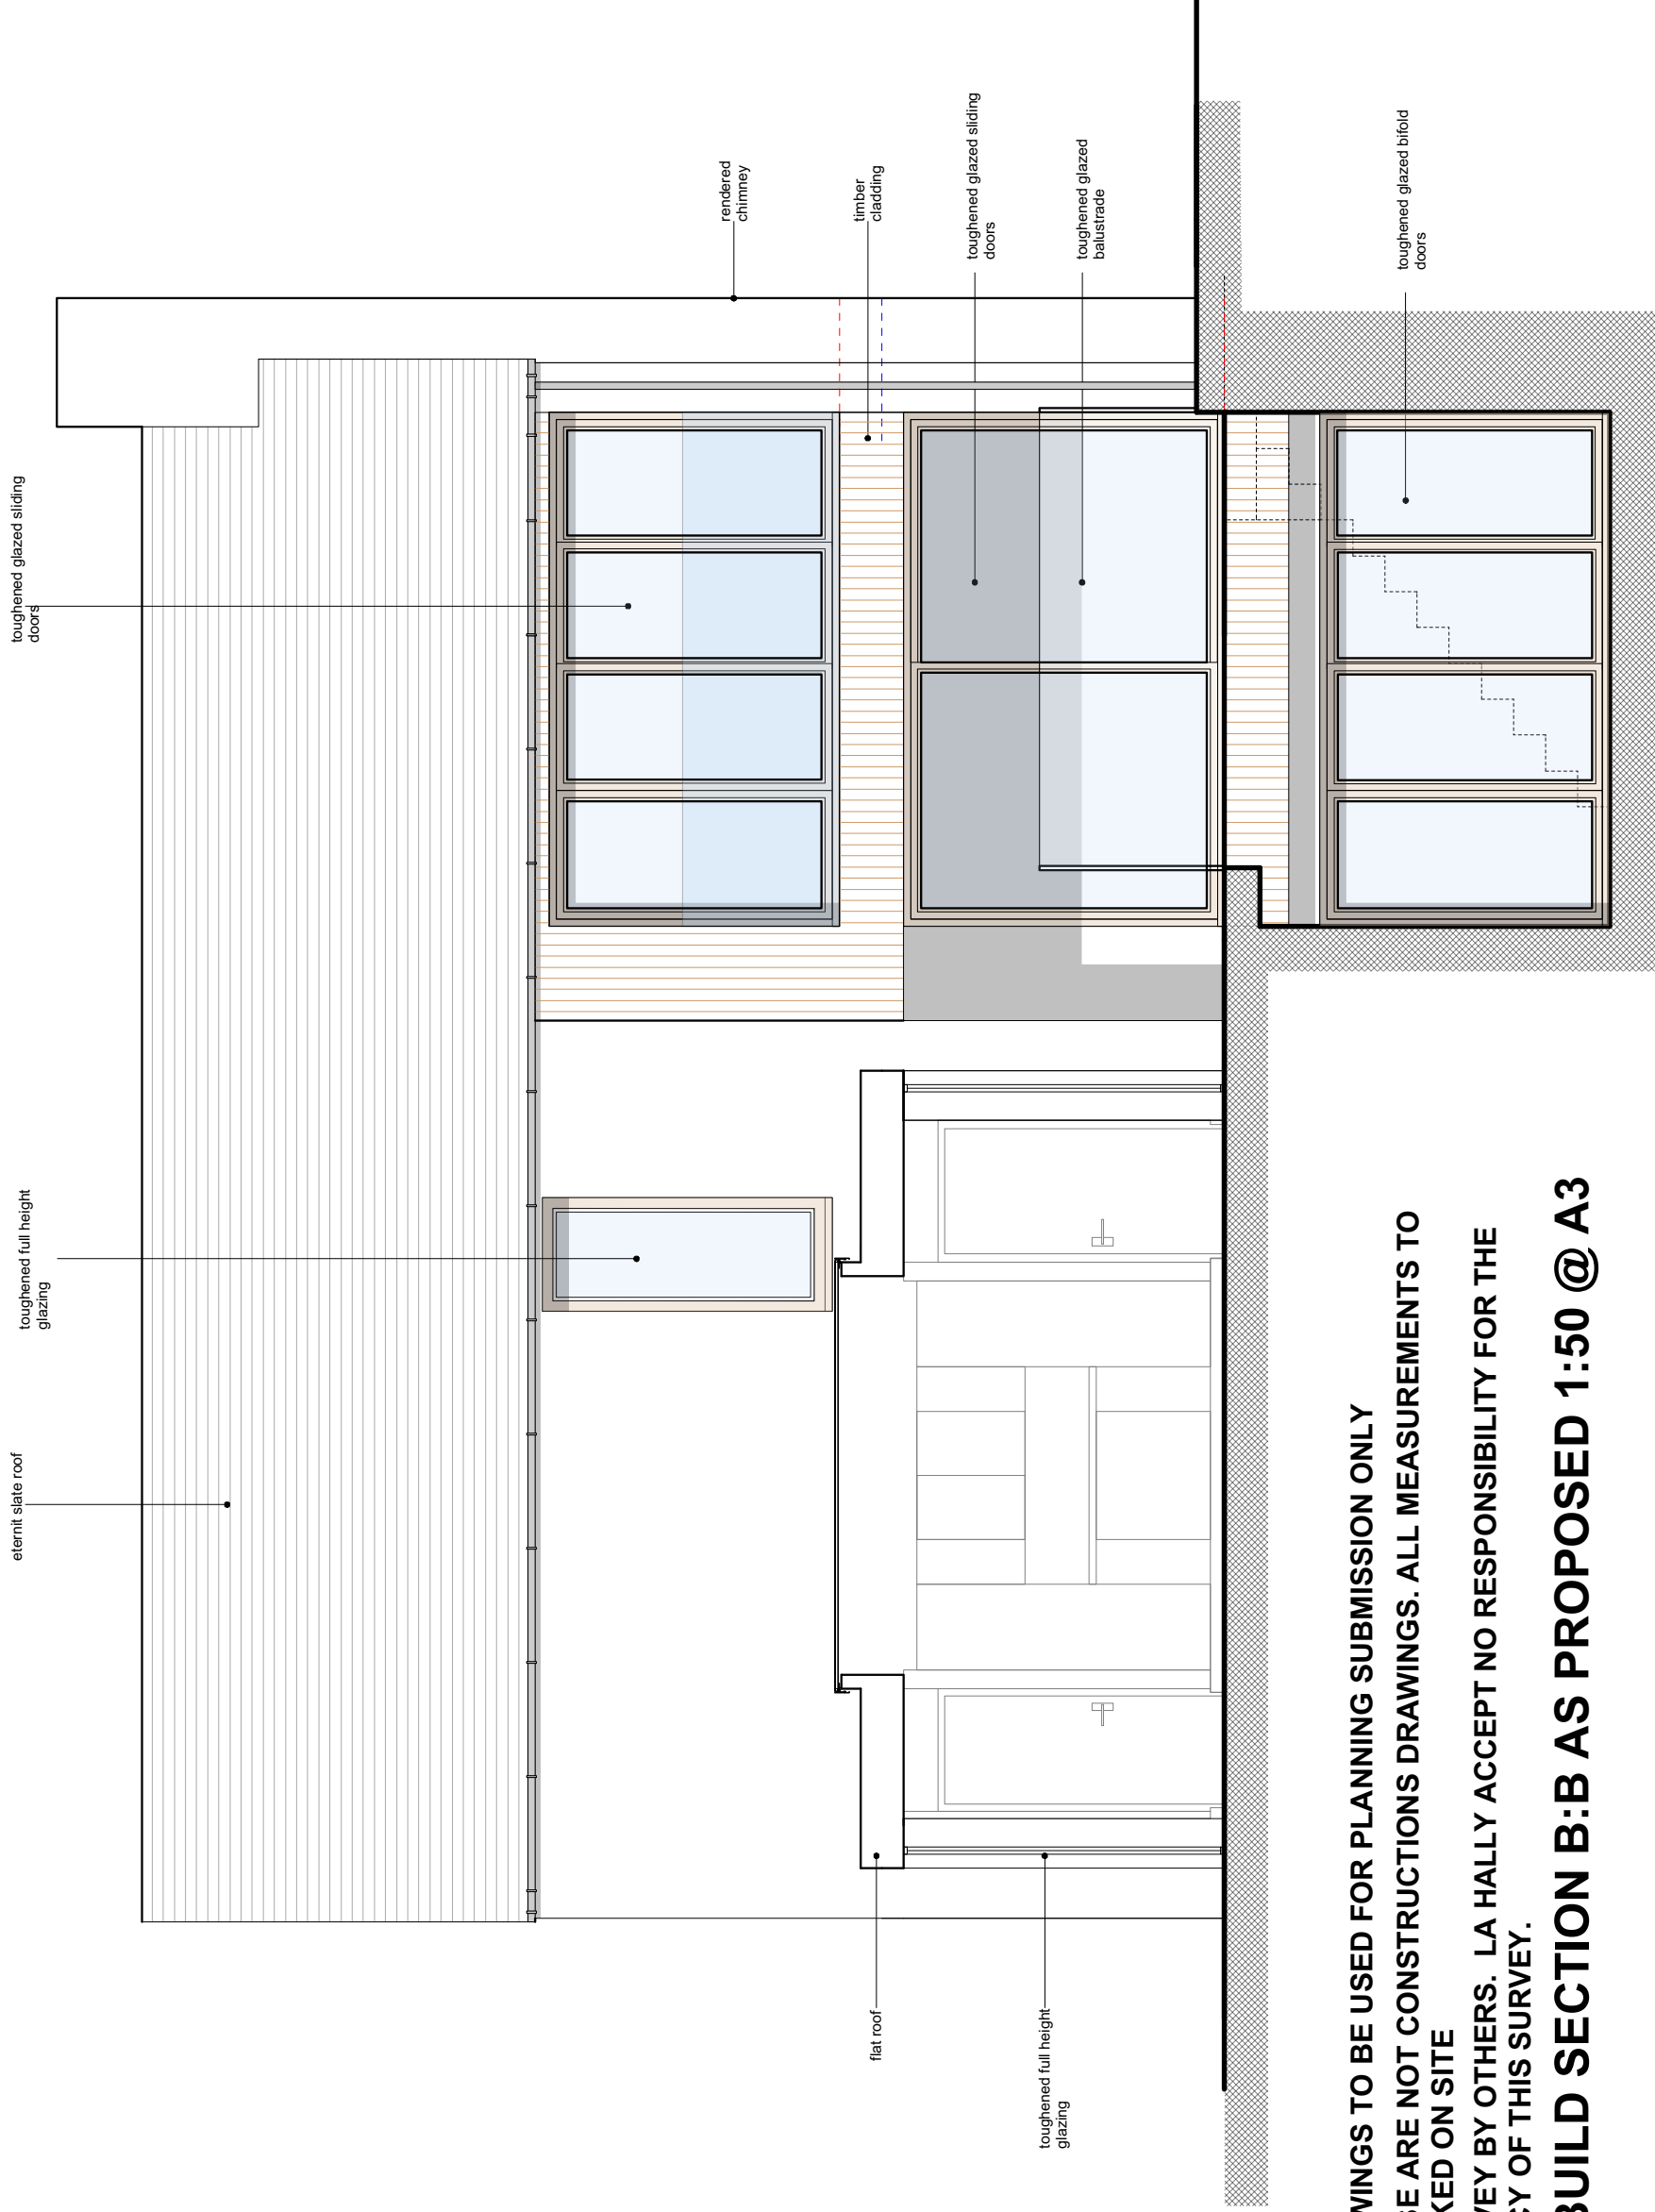 toughened glazed sliding
doors
toughened full height
glazing
eternit slate roof
rendered
chimney
timber
cladding
toughened glazed sliding
doors
toughened glazed
balustrade
toughened glazed bifold
doors
flat roof
toughened full height
glazing
WINGS TO BE USED FOR PLANNING SUBMISSION ONLY
SE ARE NOT CONSTRUCTIONS DRAWINGS. ALL MEASUREMENTS TO
KED ON SITE
VEY BY OTHERS. LA HALLY ACCEPT NO RESPONSIBILITY FOR THE
CY OF THIS SURVEY.
BUILD SECTION B:B AS PROPOSED 1:50 @ A3